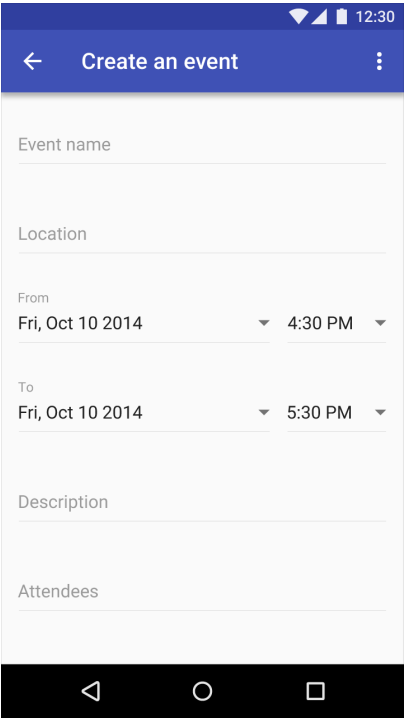 12:30
Create an event
Event name
Location
From
Fri, Oct 10 2014 4:30 PM
To
Fri, Oct 10 2014 5:30 PM
Description
Attendees